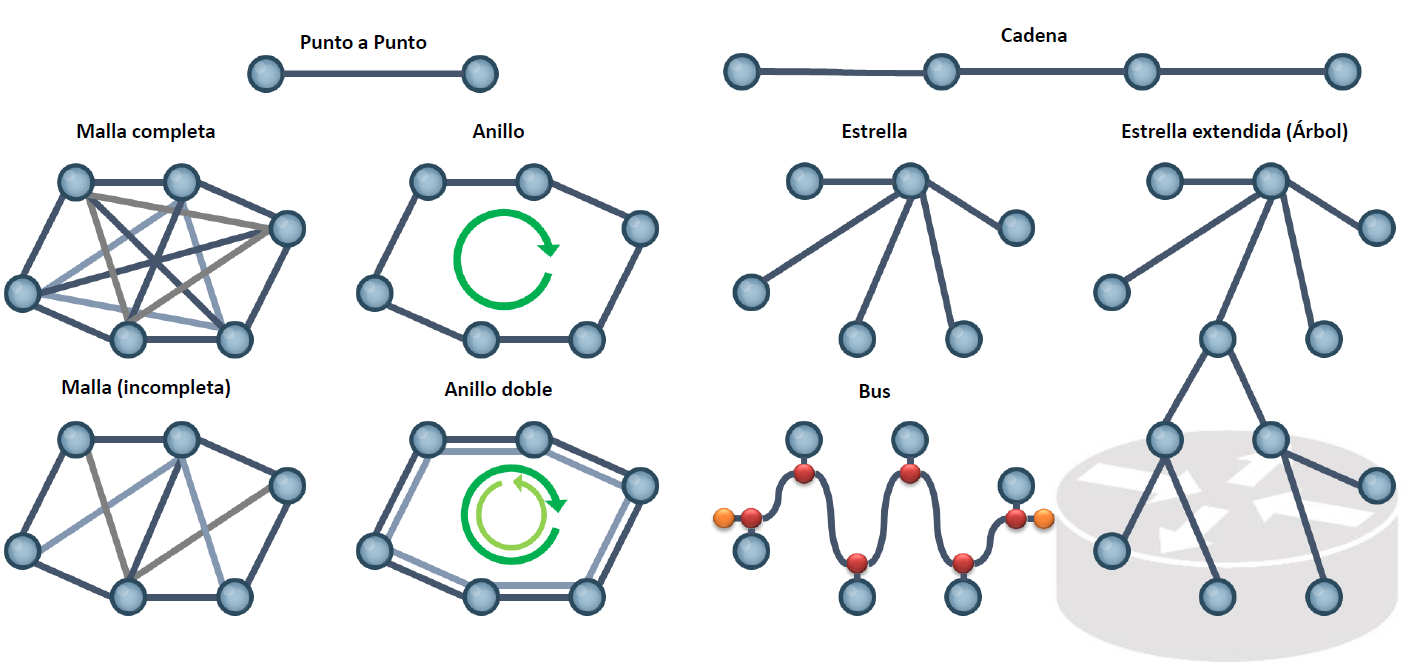 Punto a Punto
Cadena
Malla completa
Anillo
Estrella
Estrella extendida (Árbol)
Malla (incompleta)
Anillo doble
Bus